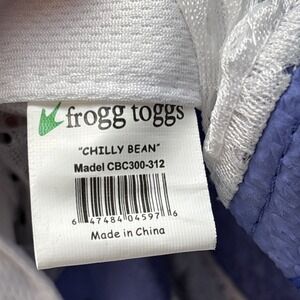 frogg toggs
"CHILLY BEAN"
Madel CBC300-312
6 47484 04597 6
Made in China